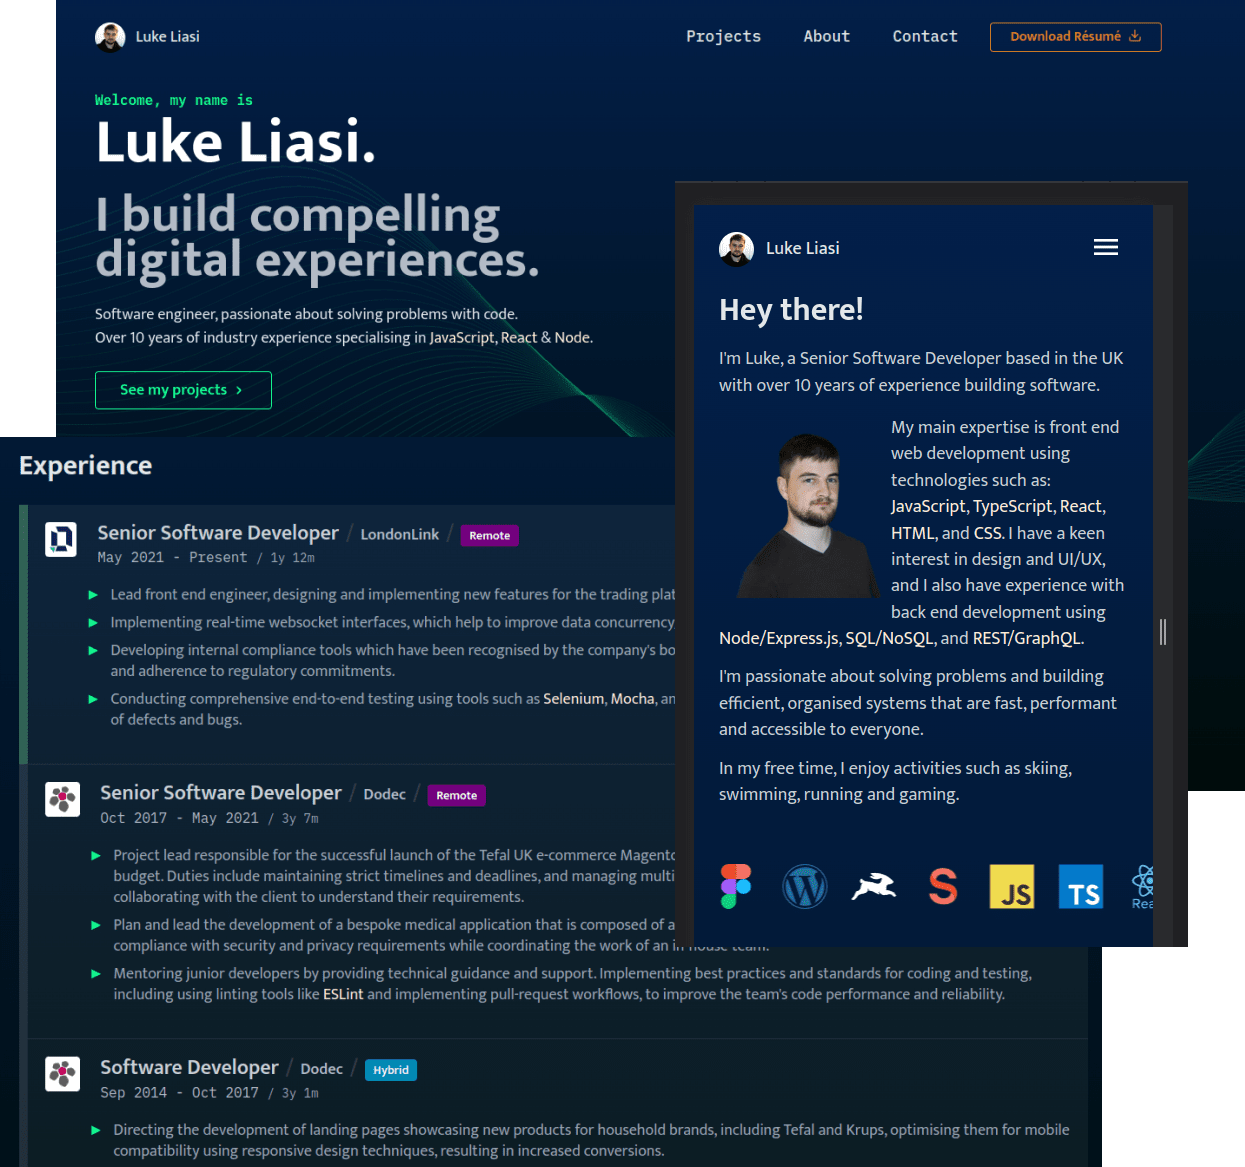 Luke Liasi
Projects About Contact Download Résumé
Welcome, my name is
Luke Liasi.
I build compelling
digital experiences.
Software engineer, passionate about solving problems with code.
Over 10 years of industry experience specialising in JavaScript, React & Node.
See my projects
Luke Liasi
Hey there!
I'm Luke, a Senior Software Developer based in the UK
with over 10 years of experience building software.
My main expertise is front end
web development using
technologies such as:
JavaScript, TypeScript, React,
HTML, and CSS. I have a keen
interest in design and UI/UX,
and I also have experience with
back end development using
Node/Express.js, SQL/NoSQL, and REST/GraphQL.
I'm passionate about solving problems and building
efficient, organised systems that are fast, performant
and accessible to everyone.
In my free time, I enjoy activities such as skiing,
swimming, running and gaming.
JS TS Rea
Experience
Senior Software Developer / LondonLink / Remote
May 2021 - Present / 1y 12m
Lead front end engineer, designing and implementing new features for the trading plat
Implementing real-time websocket interfaces, which help to improve data concurrency,
Developing internal compliance tools which have been recognised by the company's bo
and adherence to regulatory commitments.
Conducting comprehensive end-to-end testing using tools such as Selenium, Mocha, an
of defects and bugs.
Senior Software Developer / Dodec / Remote
Oct 2017 - May 2021 / 3y 7m
Project lead responsible for the successful launch of the Tefal UK e-commerce Magento
budget. Duties include maintaining strict timelines and deadlines, and managing multi
collaborating with the client to understand their requirements.
Plan and lead the development of a bespoke medical application that is composed of a
compliance with security and privacy requirements while coordinating the work of an in-house team.
Mentoring junior developers by providing technical guidance and support. Implementing best practices and standards for coding and testing,
including using linting tools like ESLint and implementing pull-request workflows, to improve the team's code performance and reliability.
Software Developer / Dodec / Hybrid
Sep 2014 - Oct 2017 / 3y 1m
Directing the development of landing pages showcasing new products for household brands, including Tefal and Krups, optimising them for mobile
compatibility using responsive design techniques, resulting in increased conversions.